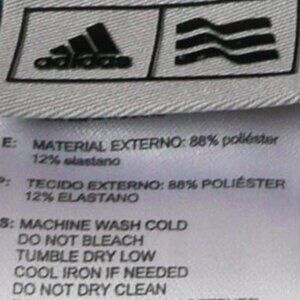 adidas
E: MATERIAL EXTERNO: 88% poliéster
12% elastano
P: TECIDO EXTERNO: 88% POLIÉSTER
12% ELASTANO
S: MACHINE WASH COLD
DO NOT BLEACH
TUMBLE DRY LOW
COOL IRON IF NEEDED
DO NOT DRY CLEAN